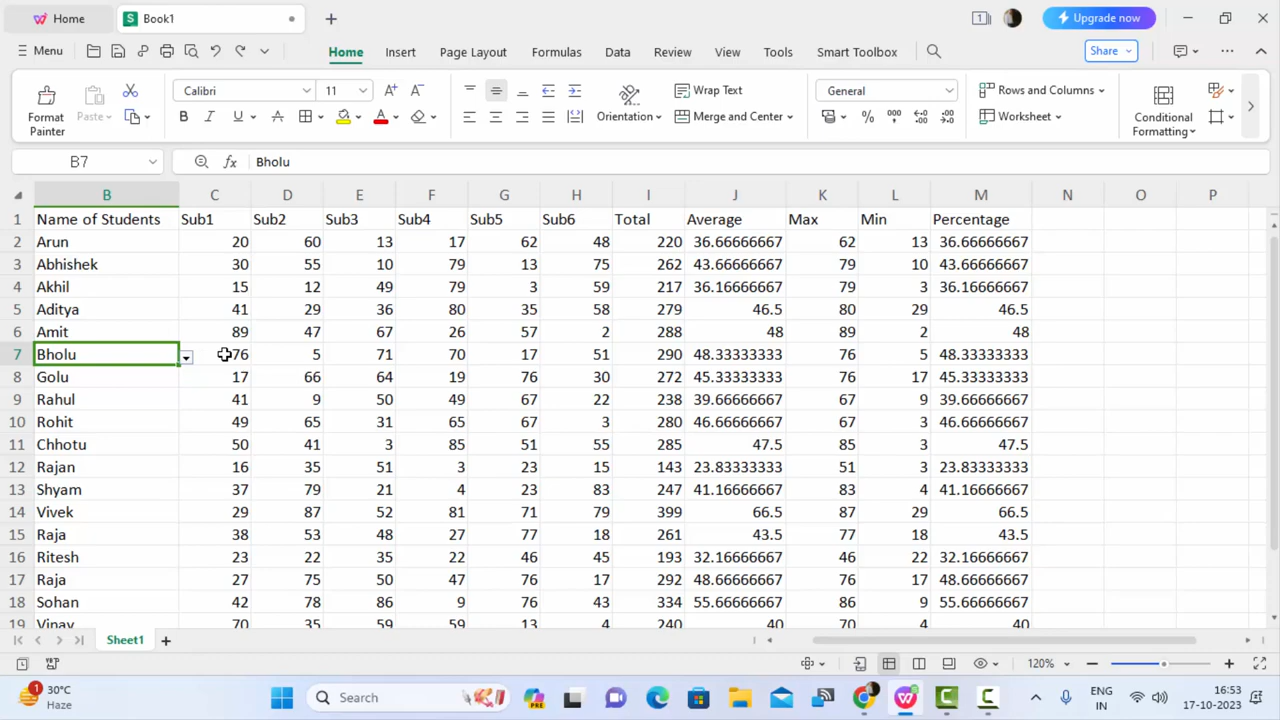 Home Book1 Upgrade now
Menu Home Insert Page Layout Formulas Data Review View Tools Smart Toolbox Share
Calibri 11 Wrap Text General Rows and Columns
Format Painter Paste Orientation Merge and Center Worksheet Conditional Formatting
B7 Bholu
B C D E F G H I J K L M N O P
1 Name of Students Sub1 Sub2 Sub3 Sub4 Sub5 Sub6 Total Average Max Min Percentage
2 Arun 20 60 13 17 62 48 220 36.66666667 62 13 36.66666667
3 Abhishek 30 55 10 79 13 75 262 43.66666667 79 10 43.66666667
4 Akhil 15 12 49 79 3 59 217 36.16666667 79 3 36.16666667
5 Aditya 41 29 36 80 35 58 279 46.5 80 29 46.5
6 Amit 89 47 67 26 57 2 288 48 89 2 48
7 Bholu 76 5 71 70 17 51 290 48.33333333 76 5 48.33333333
8 Golu 17 66 64 19 76 30 272 45.33333333 76 17 45.33333333
9 Rahul 41 9 50 49 67 22 238 39.66666667 67 9 39.66666667
10 Rohit 49 65 31 65 67 3 280 46.66666667 67 3 46.66666667
11 Chhotu 50 41 3 85 51 55 285 47.5 85 3 47.5
12 Rajan 16 35 51 3 23 15 143 23.83333333 51 3 23.83333333
13 Shyam 37 79 21 4 23 83 247 41.16666667 83 4 41.16666667
14 Vivek 29 87 52 81 71 79 399 66.5 87 29 66.5
15 Raja 38 53 48 27 77 18 261 43.5 77 18 43.5
16 Ritesh 23 22 35 22 46 45 193 32.16666667 46 22 32.16666667
17 Raja 27 75 50 47 76 17 292 48.66666667 76 17 48.66666667
18 Sohan 42 78 86 9 76 43 334 55.66666667 86 9 55.66666667
19 Vinay 70 35 59 59 13 4 240 40 70 4 40
Sheet1
120%
1 30°C Haze Search PRE ENG IN 16:53 17-10-2023